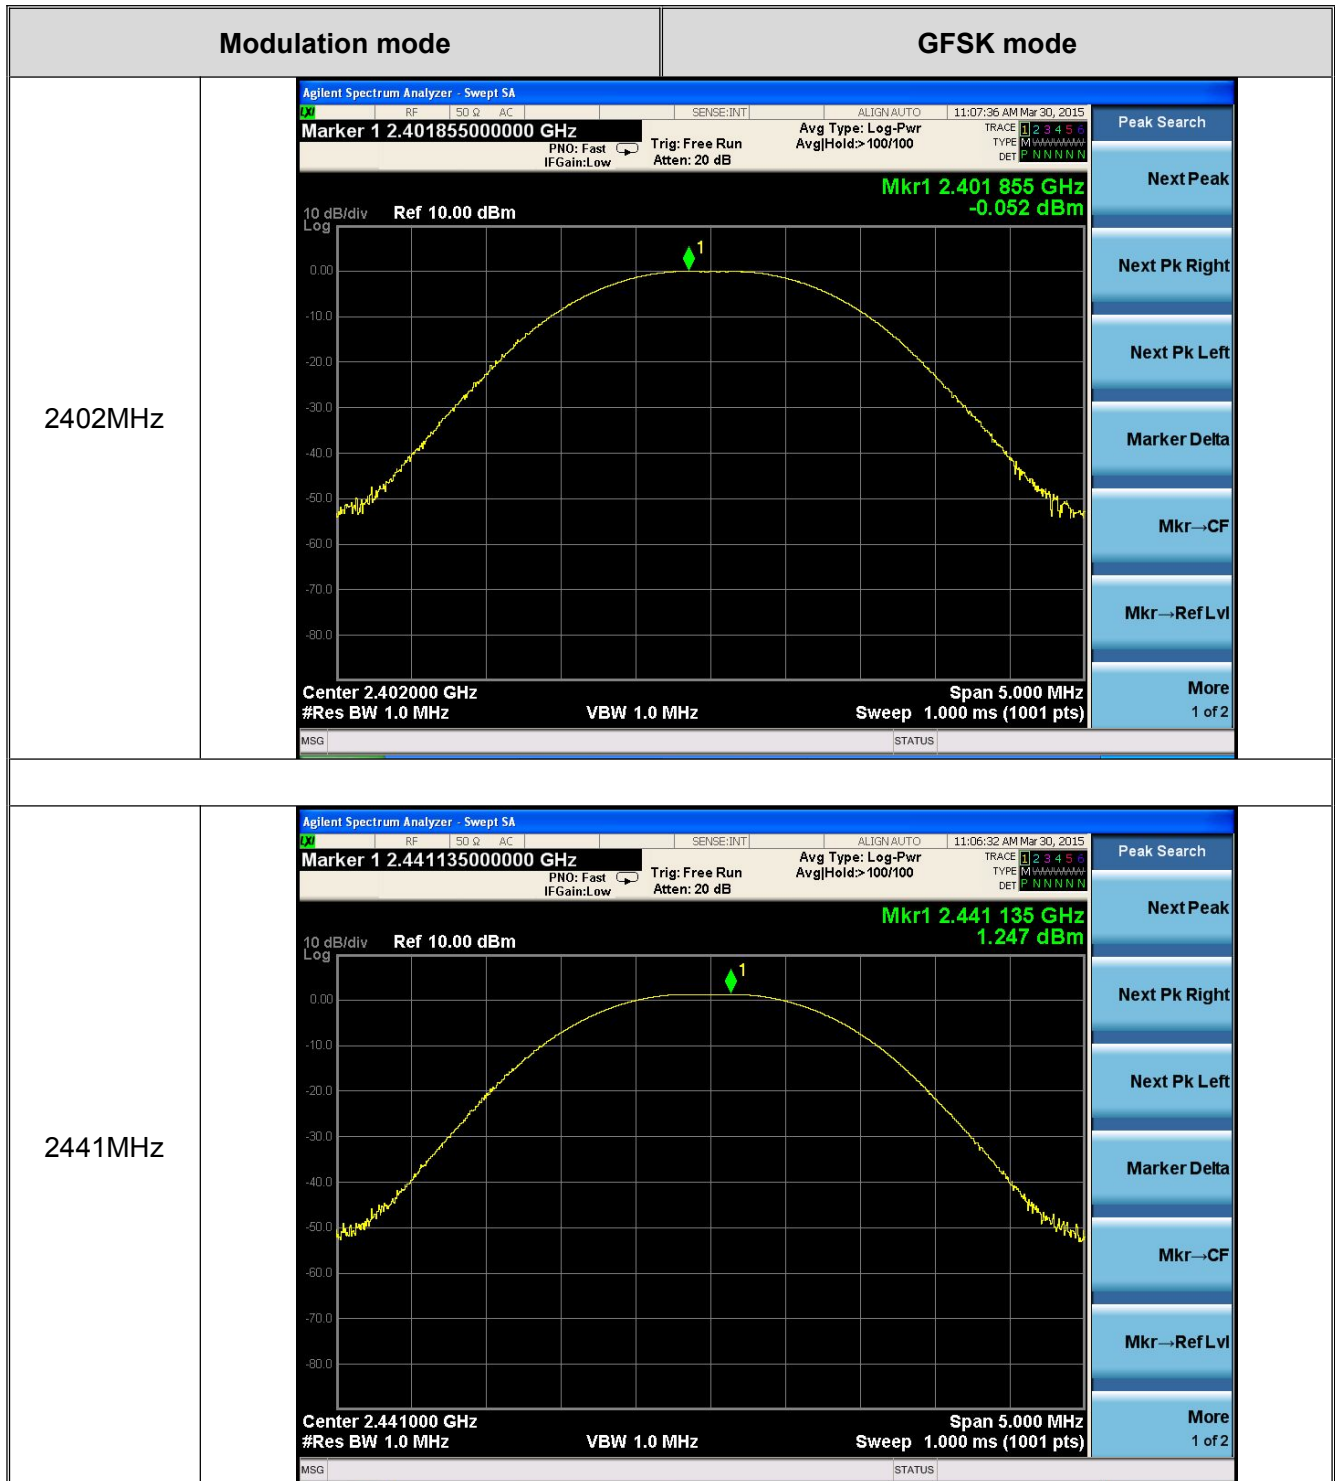 Modulation mode GFSK mode
2402MHz
Agilent Spectrum Analyzer - Swept SA
LXI RF 50 Ω AC SENSE:INT ALIGN AUTO 11:07:36 AM Mar 30, 2015
Marker 1 2.401855000000 GHz
PNO: Fast
IFGain:Low
Trig: Free Run
Atten: 20 dB
Avg Type: Log-Pwr
Avg|Hold:>100/100
TRACE 1 2 3 4 5 6
TYPE M WWWWW
DET P N N N N N
Mkr1 2.401 855 GHz
-0.052 dBm
10 dB/div Ref 10.00 dBm
Log
1
0.00
-10.0
-20.0
-30.0
-40.0
-50.0
-60.0
-70.0
-80.0
Center 2.402000 GHz Span 5.000 MHz
#Res BW 1.0 MHz VBW 1.0 MHz Sweep 1.000 ms (1001 pts)
MSG STATUS
Peak Search
Next Peak
Next Pk Right
Next Pk Left
Marker Delta
Mkr→CF
Mkr→Ref Lvl
More
1 of 2
2441MHz
Agilent Spectrum Analyzer - Swept SA
LXI RF 50 Ω AC SENSE:INT ALIGN AUTO 11:06:32 AM Mar 30, 2015
Marker 1 2.441135000000 GHz
PNO: Fast
IFGain:Low
Trig: Free Run
Atten: 20 dB
Avg Type: Log-Pwr
Avg|Hold:>100/100
TRACE 1 2 3 4 5 6
TYPE M WWWWW
DET P N N N N N
Mkr1 2.441 135 GHz
1.247 dBm
10 dB/div Ref 10.00 dBm
Log
1
0.00
-10.0
-20.0
-30.0
-40.0
-50.0
-60.0
-70.0
-80.0
Center 2.441000 GHz Span 5.000 MHz
#Res BW 1.0 MHz VBW 1.0 MHz Sweep 1.000 ms (1001 pts)
MSG STATUS
Peak Search
Next Peak
Next Pk Right
Next Pk Left
Marker Delta
Mkr→CF
Mkr→Ref Lvl
More
1 of 2